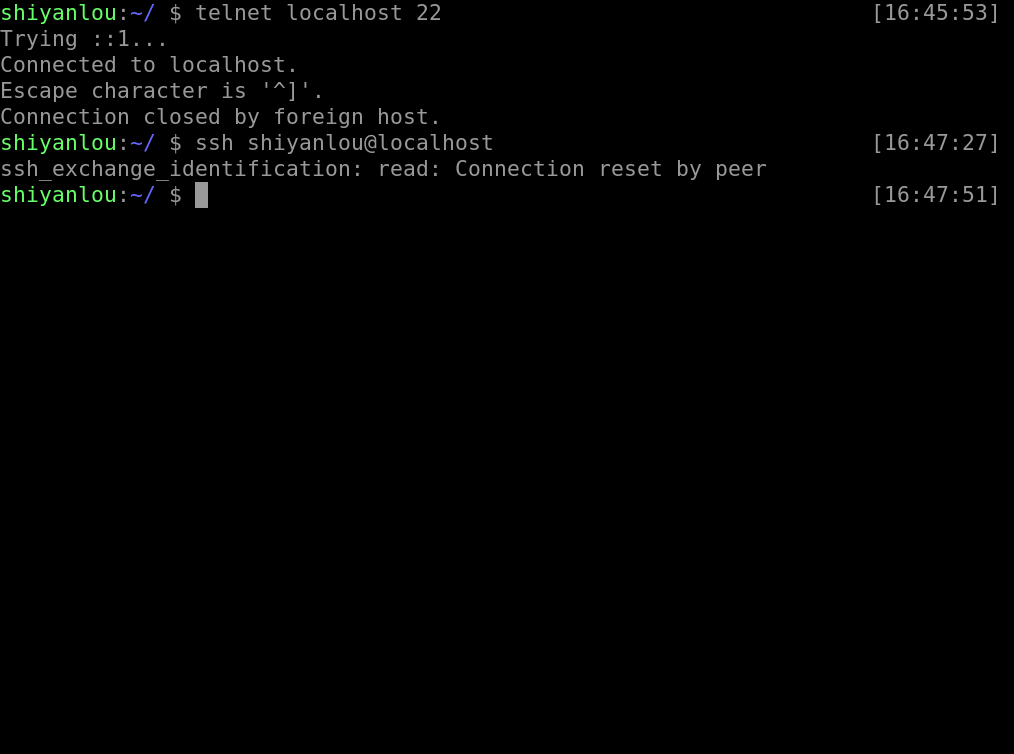 shiyanlou:~/ $ telnet localhost 22 [16:45:53]
Trying ::1...
Connected to localhost.
Escape character is '^]'.
Connection closed by foreign host.
shiyanlou:~/ $ ssh shiyanlou@localhost [16:47:27]
ssh_exchange_identification: read: Connection reset by peer
shiyanlou:~/ $ [16:47:51]